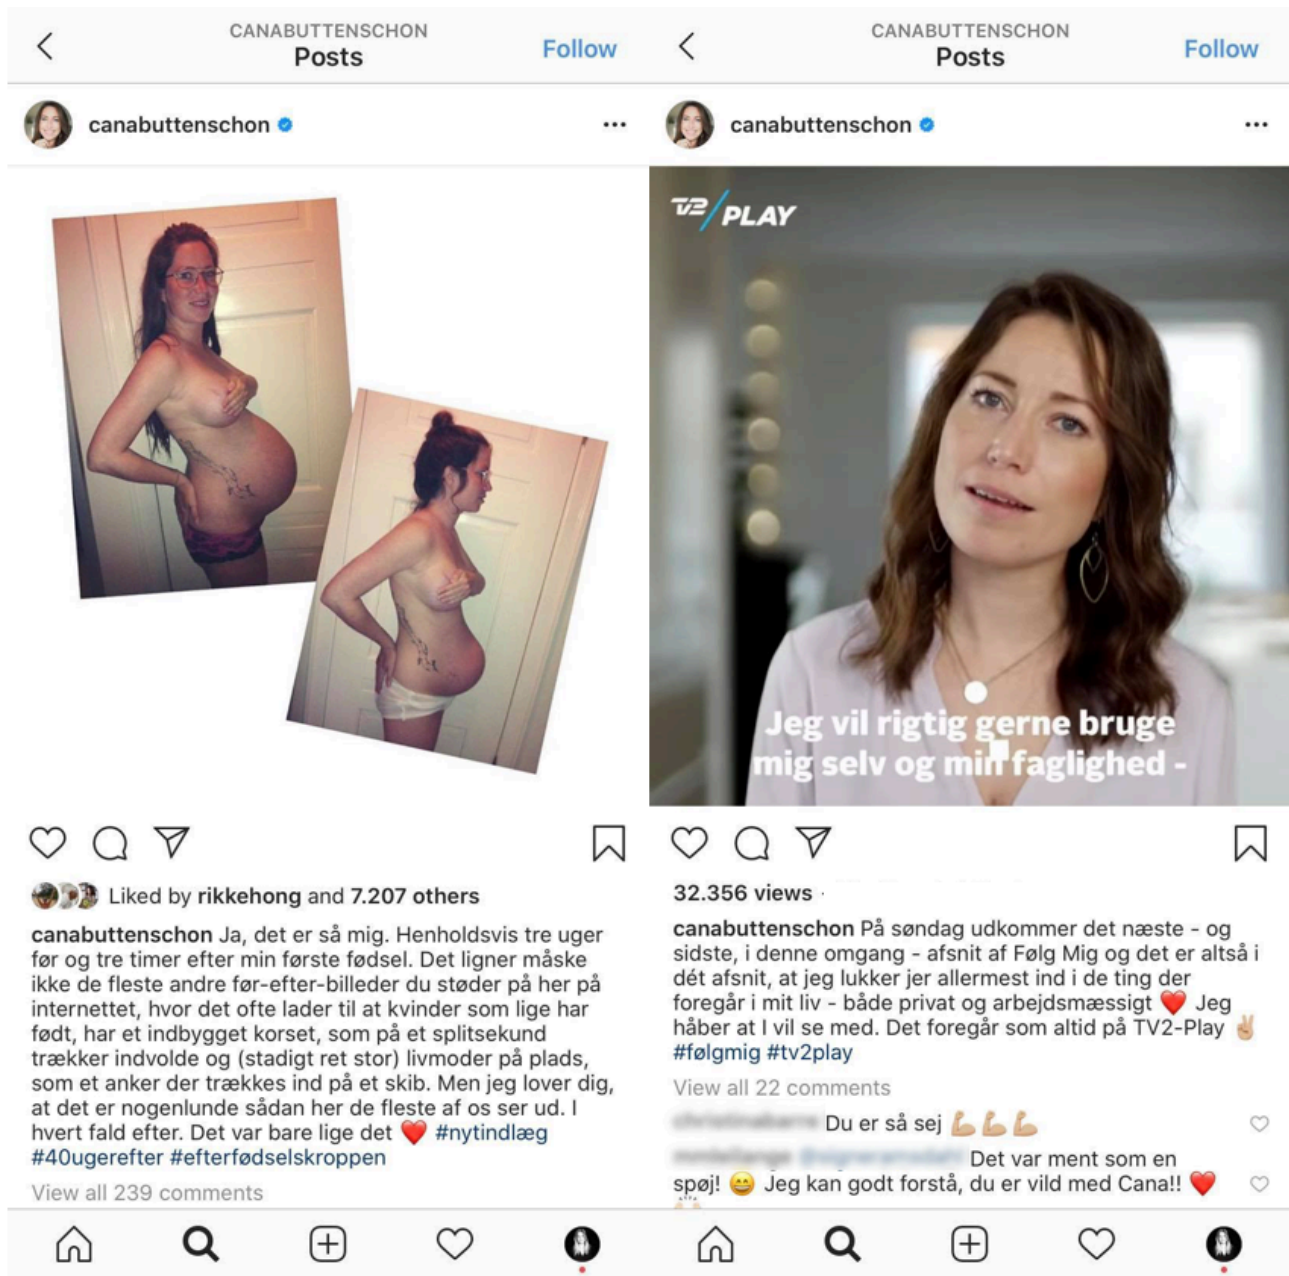 CANABUTTENSCHON
Posts
Follow
canabuttenschon
Liked by rikkehong and 7.207 others
canabuttenschon Ja, det er så mig. Henholdsvis tre uger
før og tre timer efter min første fødsel. Det ligner måske
ikke de fleste andre før-efter-billeder du støder på her på
internettet, hvor det ofte lader til at kvinder som lige har
født, har et indbygget korset, som på et splitsekund
trækker indvolde og (stadigt ret stor) livmoder på plads,
som et anker der trækkes ind på et skib. Men jeg lover dig,
at det er nogenlunde sådan her de fleste af os ser ud. I
hvert fald efter. Det var bare lige det ❤️ #nytindlæg
#40ugerefter #efterfødselskroppen
View all 239 comments
CANABUTTENSCHON
Posts
Follow
canabuttenschon
TV2/PLAY
Jeg vil rigtig gerne bruge
mig selv og min faglighed -
32.356 views ·
canabuttenschon På søndag udkommer det næste - og
sidste, i denne omgang - afsnit af Følg Mig og det er altså i
dét afsnit, at jeg lukker jer allermest ind i de ting der
foregår i mit liv - både privat og arbejdsmæssigt ❤️ Jeg
håber at I vil se med. Det foregår som altid på TV2-Play ✌🏼
#følgmig #tv2play
View all 22 comments
Du er så sej 💪🏼💪🏼💪🏼
Det var ment som en
spøj! 😄 Jeg kan godt forstå, du er vild med Cana!! ❤️